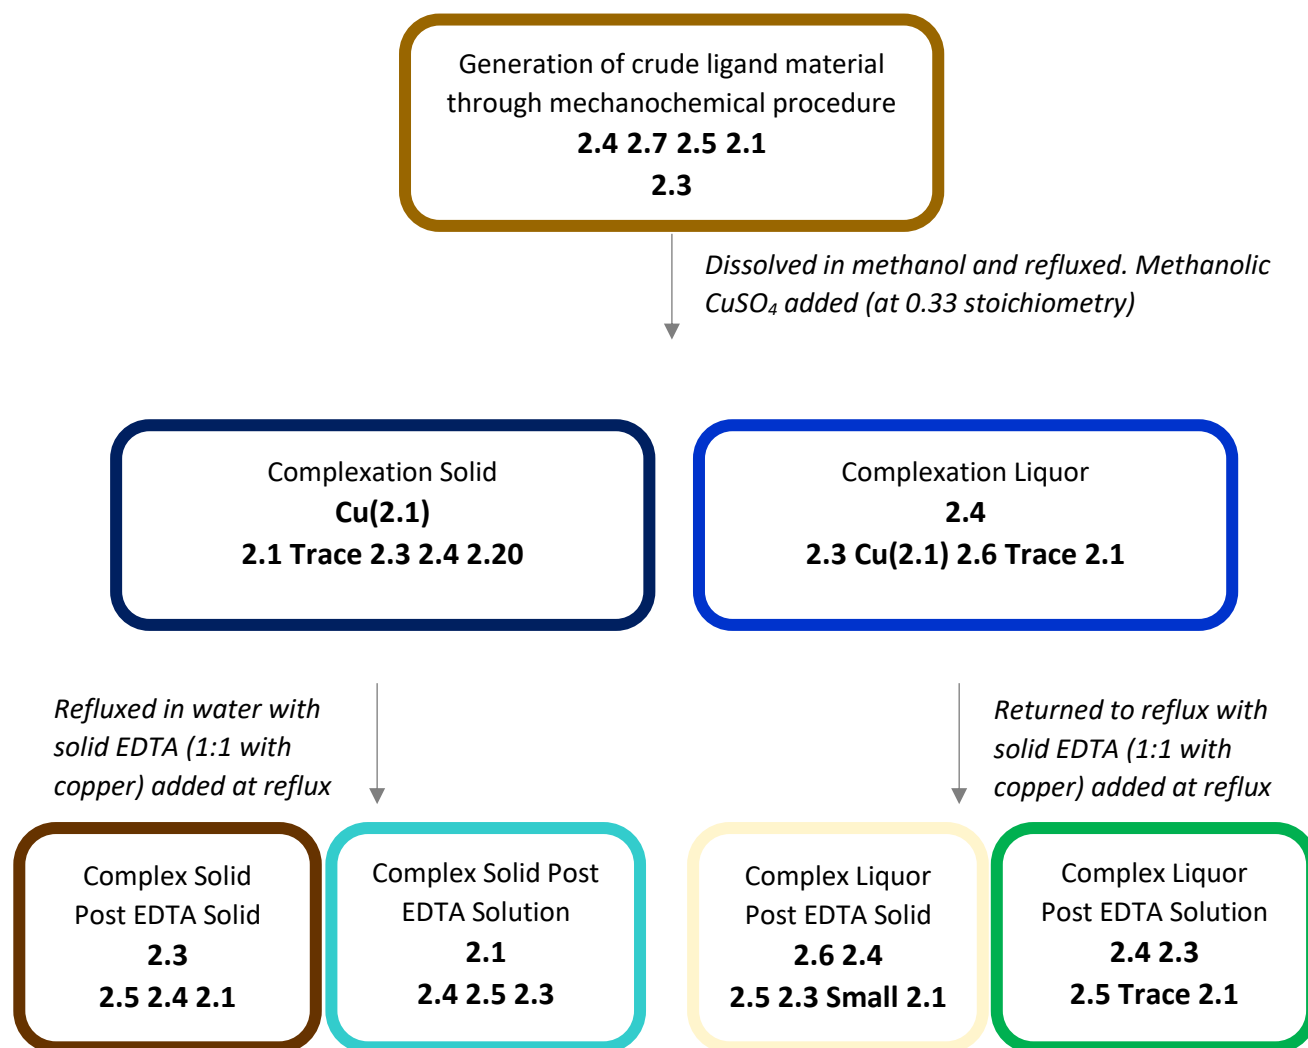 Generation of crude ligand material
through mechanochemical procedure
2.4 2.7 2.5 2.1
2.3
Dissolved in methanol and refluxed. Methanolic
CuSO₄ added (at 0.33 stoichiometry)
Complexation Solid
Cu(2.1)
2.1 Trace 2.3 2.4 2.20
Complexation Liquor
2.4
2.3 Cu(2.1) 2.6 Trace 2.1
Refluxed in water with
solid EDTA (1:1 with
copper) added at reflux
Returned to reflux with
solid EDTA (1:1 with
copper) added at reflux
Complex Solid
Post EDTA Solid
2.3
2.5 2.4 2.1
Complex Solid Post
EDTA Solution
2.1
2.4 2.5 2.3
Complex Liquor
Post EDTA Solid
2.6 2.4
2.5 2.3 Small 2.1
Complex Liquor
Post EDTA Solution
2.4 2.3
2.5 Trace 2.1